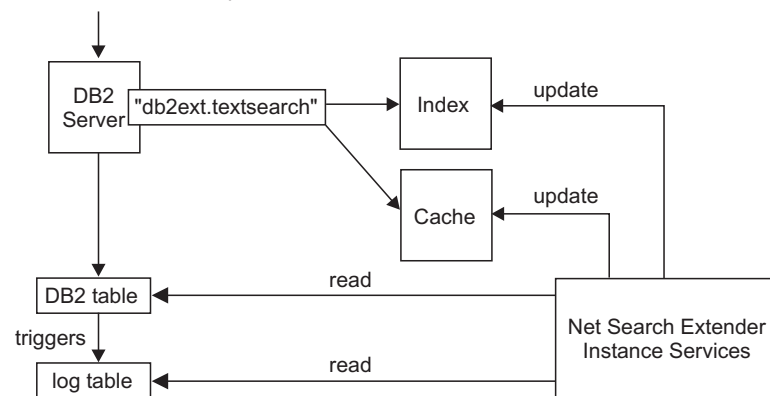 DB2
Server
"db2ext.textsearch"
Index
update
Cache
update
DB2 table
read
triggers
log table
read
Net Search Extender
Instance Services